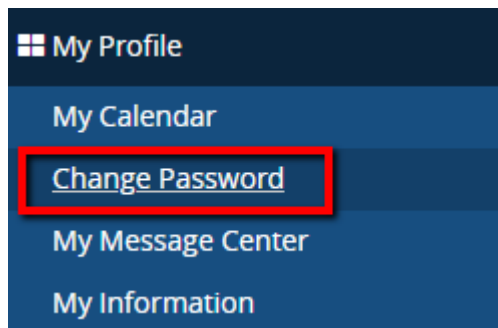 My Profile
My Calendar
Change Password
My Message Center
My Information